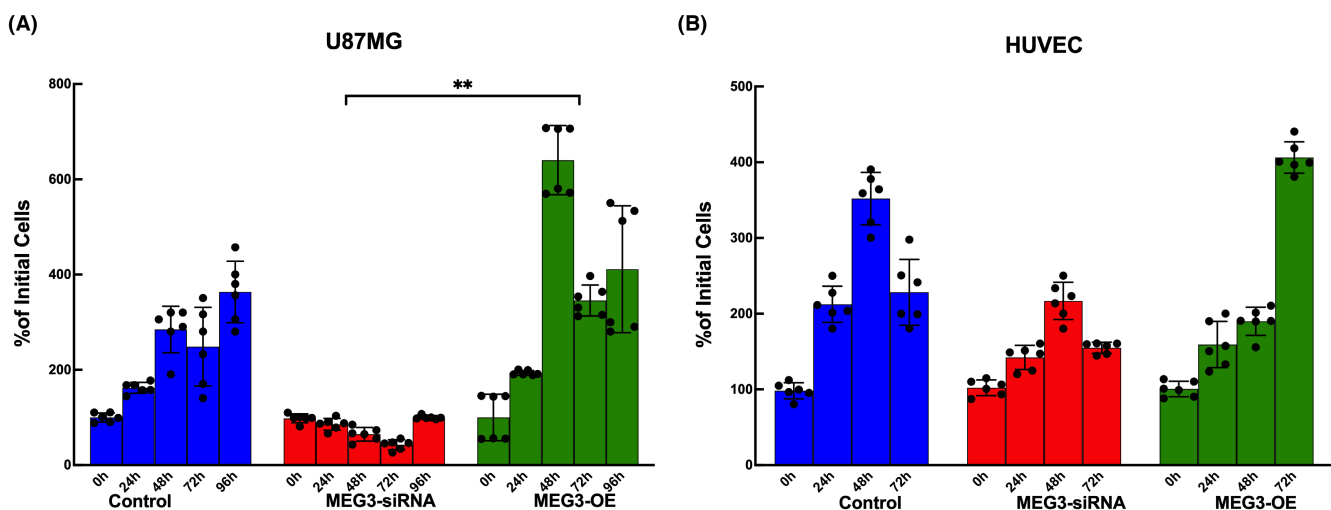 (A)
U87MG
%of Initial Cells
800
600
400
200
0
**
0h 24h 48h 72h 96h
Control
0h 24h 48h 72h 96h
MEG3-siRNA
0h 24h 48h 72h 96h
MEG3-OE
(B)
HUVEC
%of Initial Cells
500
400
300
200
100
0
0h 24h 48h 72h
Control
0h 24h 48h 72h
MEG3-siRNA
0h 24h 48h 72h
MEG3-OE